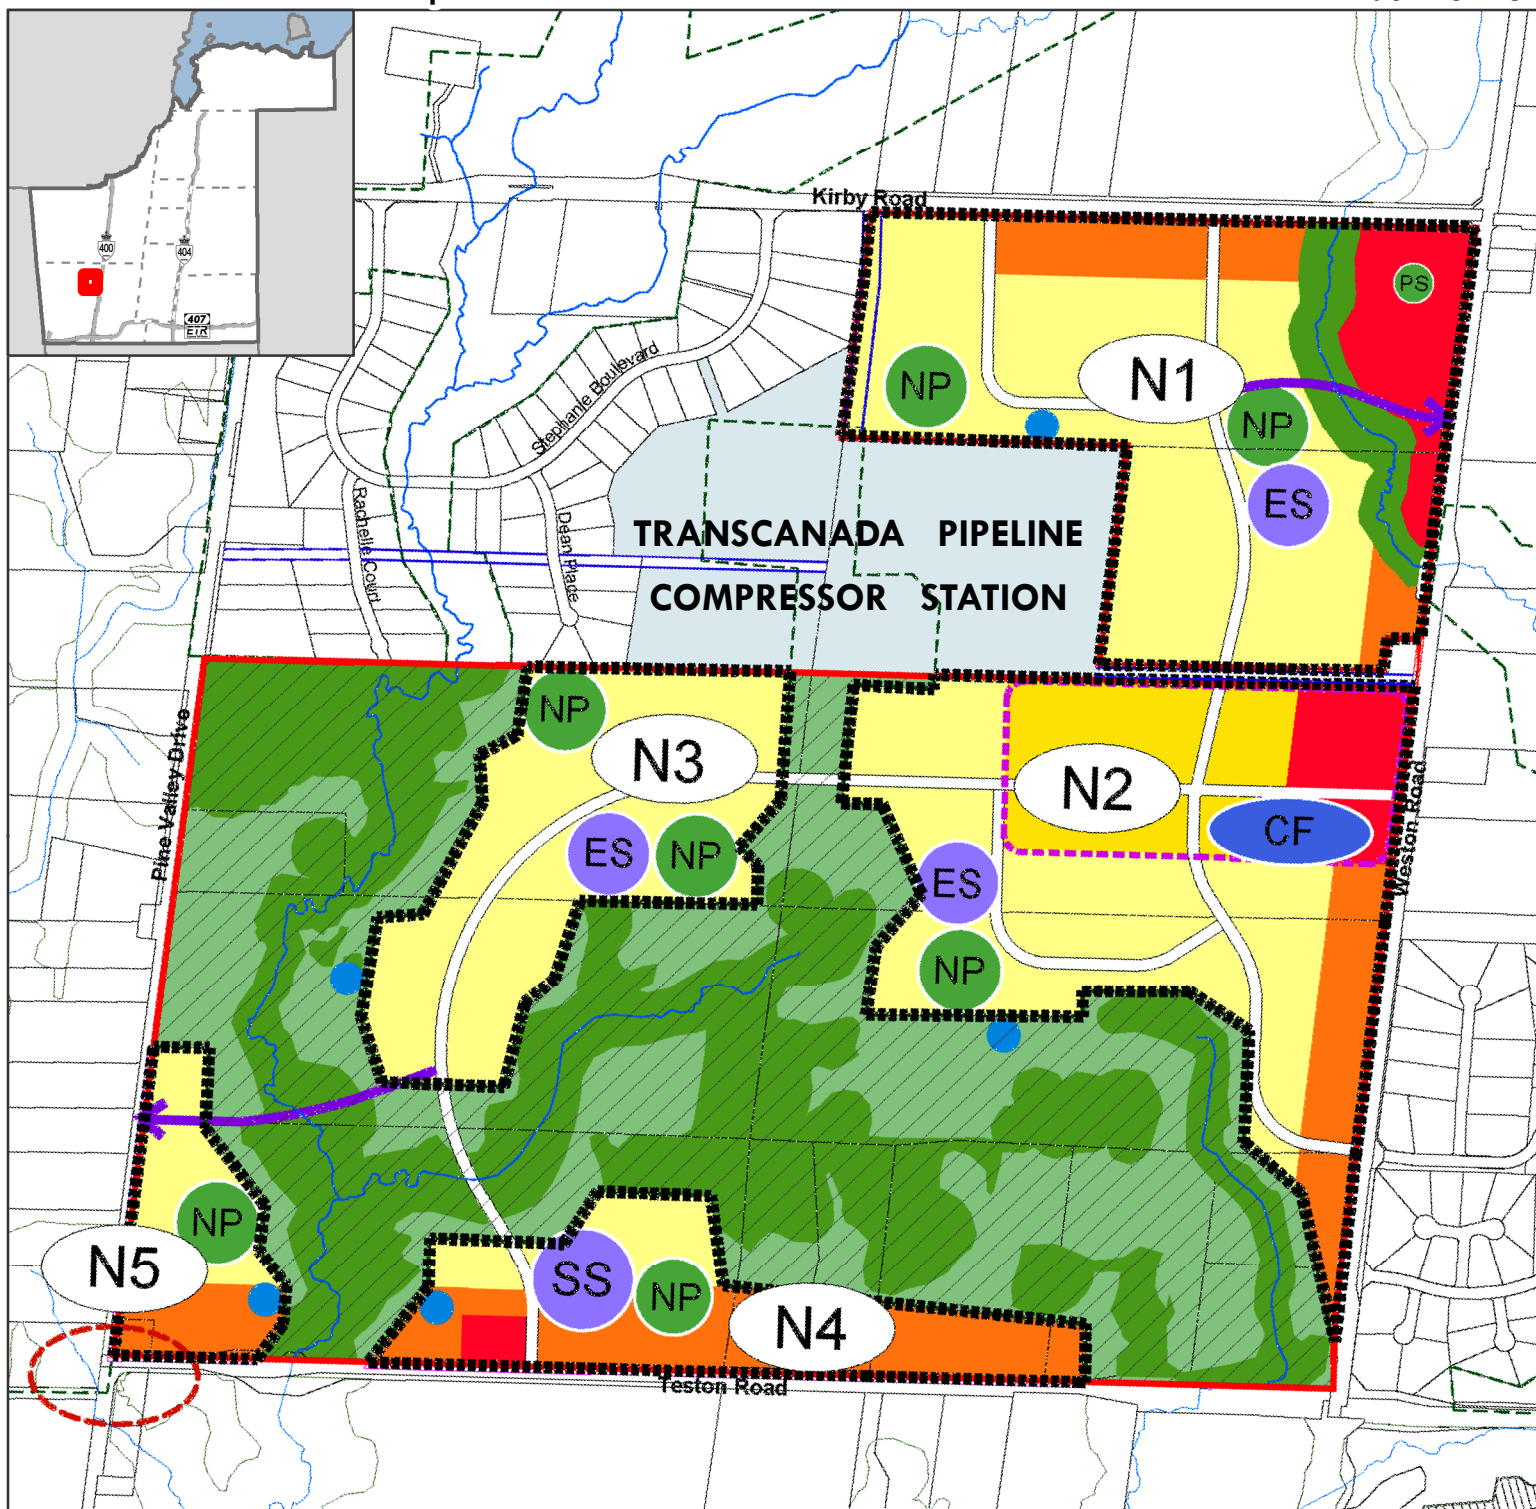 400
404
407
ETR
Kirby Road
PS
N1
NP
NP
ES
Stephanie Boulevard
Rachelle Court
Dean Place
TRANSCANADA PIPELINE
COMPRESSOR STATION
NP
N3
N2
CF
ES
NP
ES
NP
Pine Valley Drive
Weston Road
NP
N5
SS
NP
N4
Teston Road